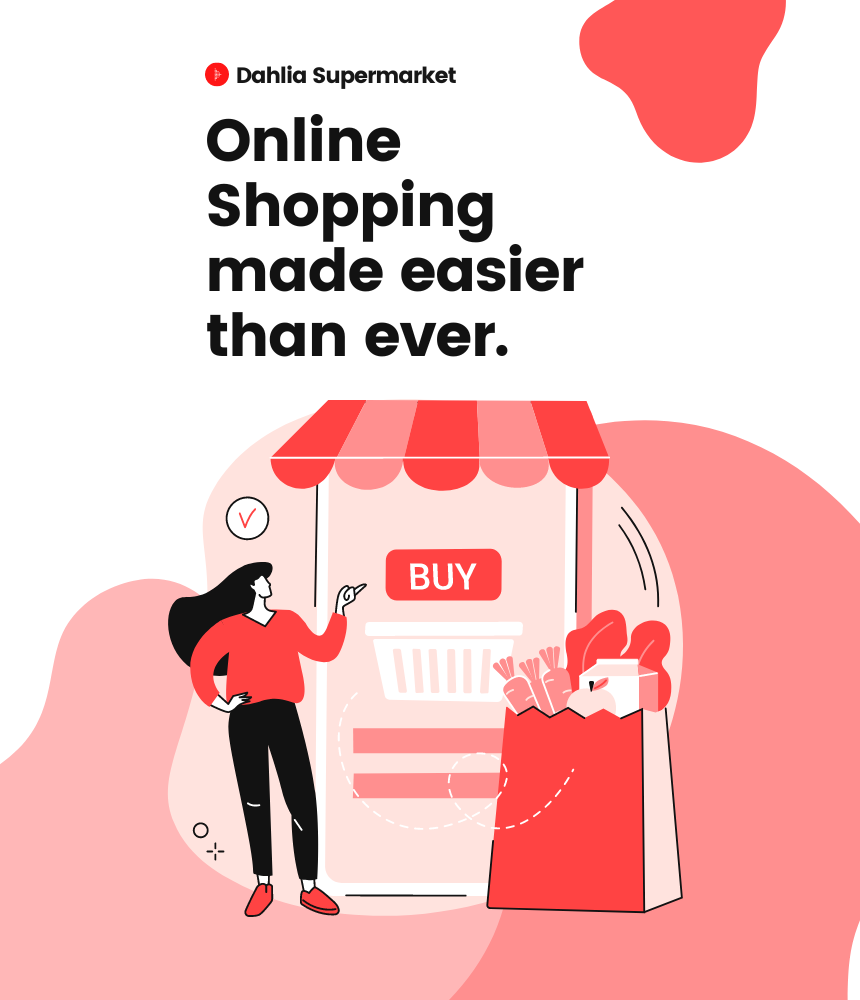 Dahlia Supermarket
Online
Shopping
made easier
than ever.
BUY